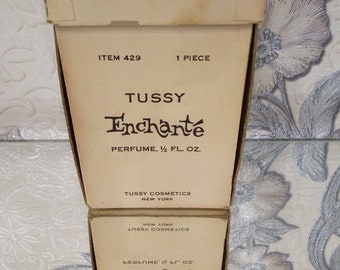 ITEM 429 1 PIECE
TUSSY
Enchanté
PERFUME, ½ FL. OZ.
TUSSY COSMETICS
NEW YORK
NEW YORK
TUSSY COSMETICS
PERFUME, ½ FL. OZ.